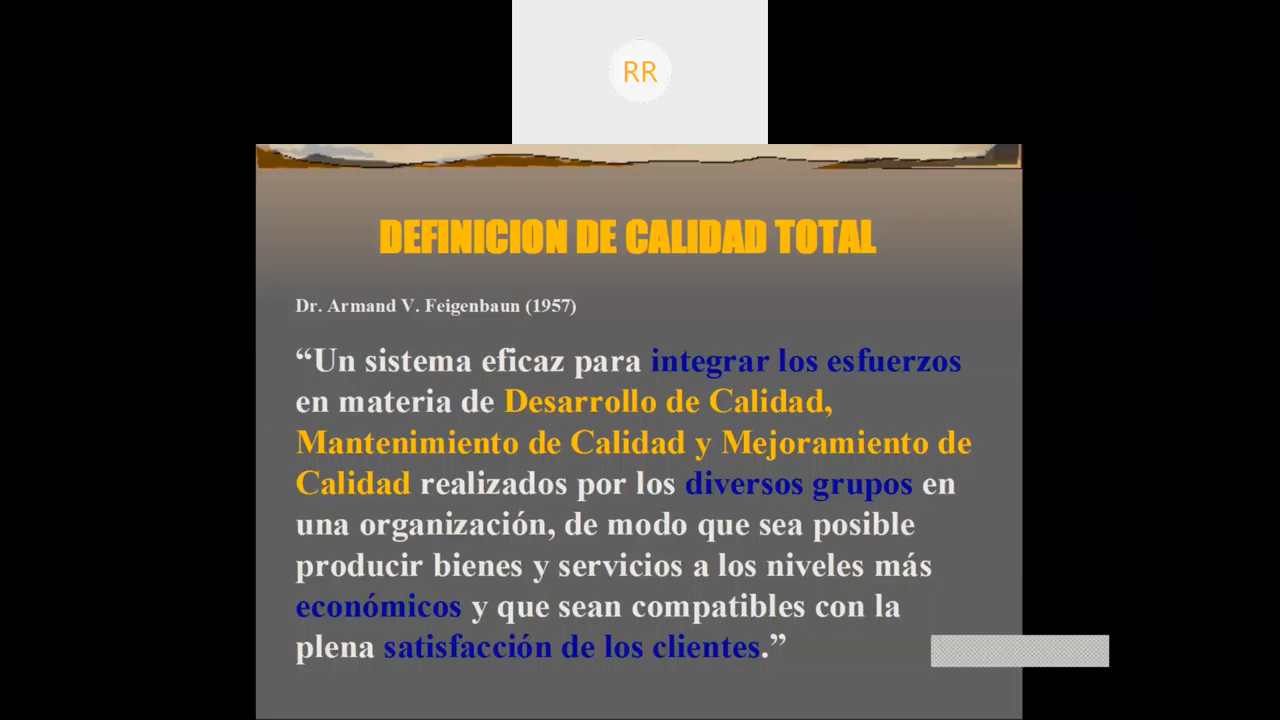 RR
DEFINICION DE CALIDAD TOTAL
Dr. Armand V. Feigenbaun (1957)
“Un sistema eficaz para integrar los esfuerzos
en materia de Desarrollo de Calidad,
Mantenimiento de Calidad y Mejoramiento de
Calidad realizados por los diversos grupos en
una organización, de modo que sea posible
producir bienes y servicios a los niveles más
económicos y que sean compatibles con la
plena satisfacción de los clientes.”